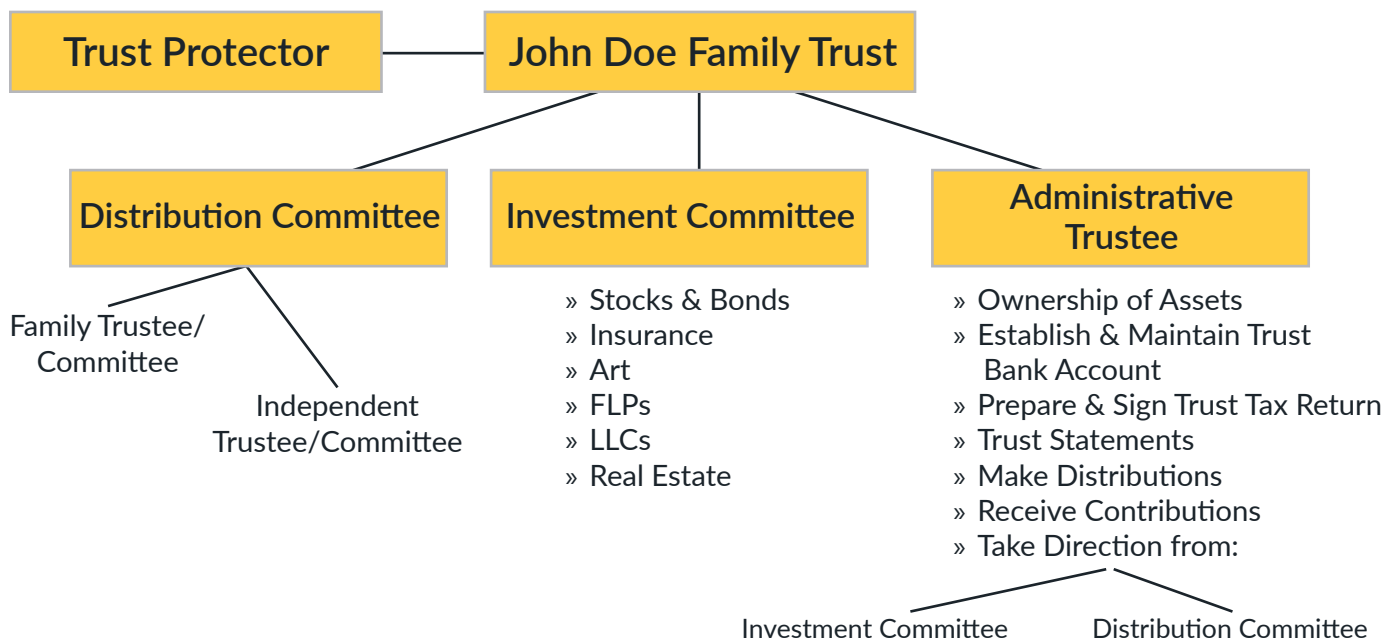 Trust Protector
John Doe Family Trust
Distribution Committee
Family Trustee/
Committee
Independent
Trustee/Committee
Investment Committee
» Stocks & Bonds
» Insurance
» Art
» FLPs
» LLCs
» Real Estate
Administrative
Trustee
» Ownership of Assets
» Establish & Maintain Trust
Bank Account
» Prepare & Sign Trust Tax Return
» Trust Statements
» Make Distributions
» Receive Contributions
» Take Direction from:
Investment Committee
Distribution Committee